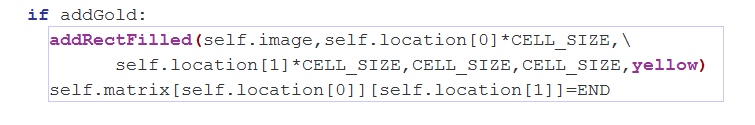 if addGold:
addRectFilled(self.image,self.location[0]*CELL_SIZE,\
self.location[1]*CELL_SIZE,CELL_SIZE,CELL_SIZE,yellow)
self.matrix[self.location[0]][self.location[1]]=END